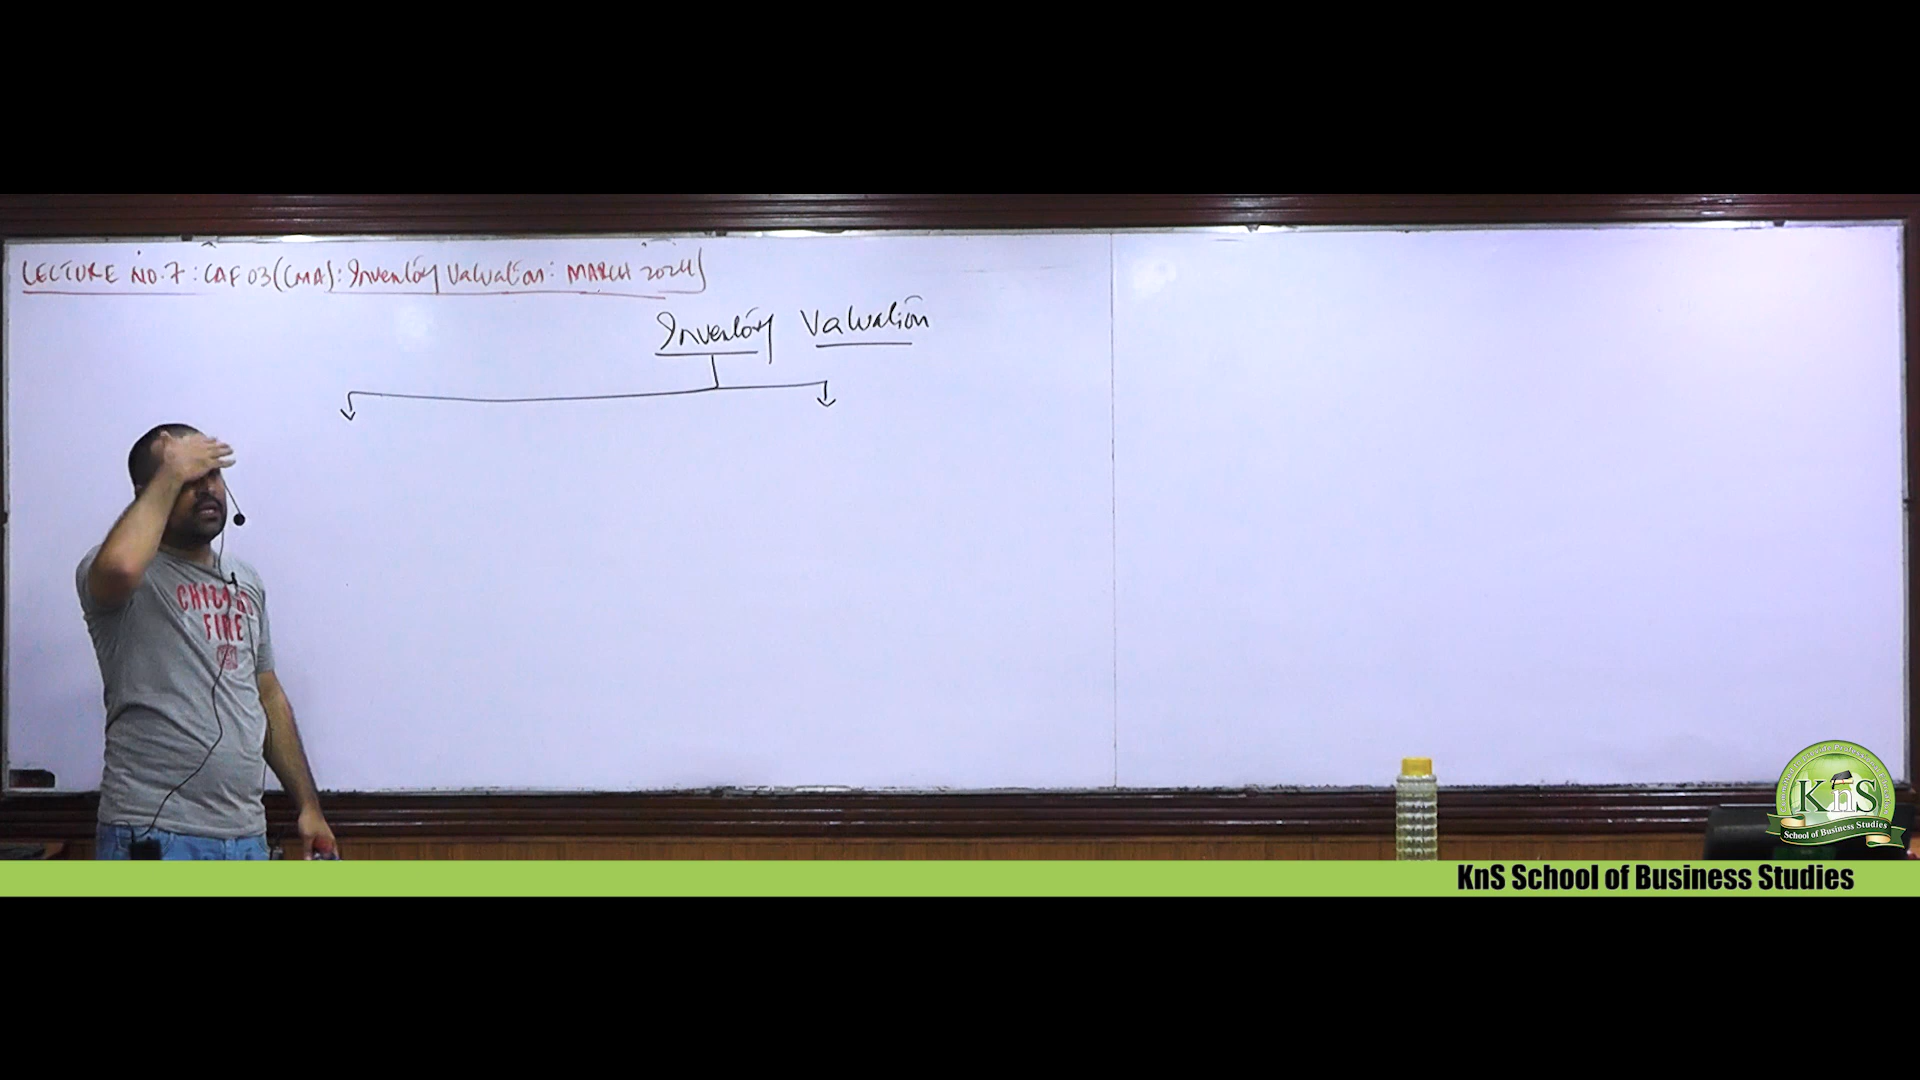 LECTURE NO.7: CAF 03 (CMA): Inventory Valuation: MARCH 2024)
Inventory Valuation
FIRE
KnS
School of Business Studies
KnS School of Business Studies